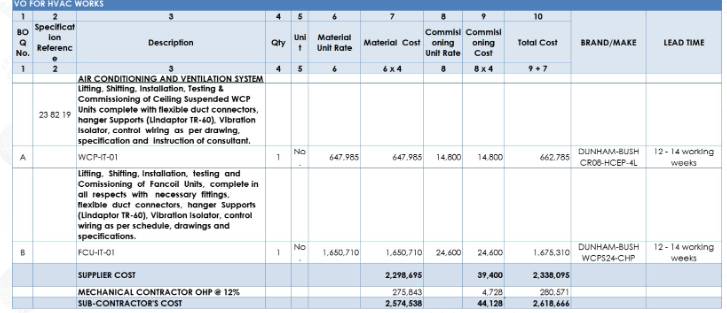 VO FOR HVAC WORKS
1 2 3 4 5 6 7 8 9 10
BO Q No. Specificat ion Referenc e Description Qty Uni t Material Unit Rate Material Cost Commisi oning Unit Rate Commisi oning Cost Total Cost BRAND/MAKE LEAD TIME
1 2 3 4 5 6 6 x 4 8 8 x 4 9 + 7
AIR CONDITIONING AND VENTILATION SYSTEM
Lifting, Shifting, Installation, Testing &
Commissioning of Ceiling Suspended WCP
Units complete with flexible duct connectors,
23 82 19 hanger Supports (Lindaptor TR-60), Vibration
Isolator, control wiring as per drawing,
specification and instruction of consultant.
A WCP-IT-01 1 No. 647,985 647,985 14,800 14,800 662,785 DUNHAM-BUSH CR08-HCEP-4L 12 - 14 working weeks
Lifting, Shifting, Installation, testing and
Comissioning of Fancoil Units, complete in
all respects with necessary fittings,
flexible duct connectors, hanger Supports
(Lindaptor TR-60), Vibration Isolator, control
wiring as per schedule, drawings and
specifications.
B FCU-IT-01 1 No. 1,650,710 1,650,710 24,600 24,600 1,675,310 DUNHAM-BUSH WCPS24-CHP 12 - 14 working weeks
SUPPLIER COST 2,298,695 39,400 2,338,095
MECHANICAL CONTRACTOR OHP @ 12% 275,843 4,728 280,571
SUB-CONTRACTOR'S COST 2,574,538 44,128 2,618,666